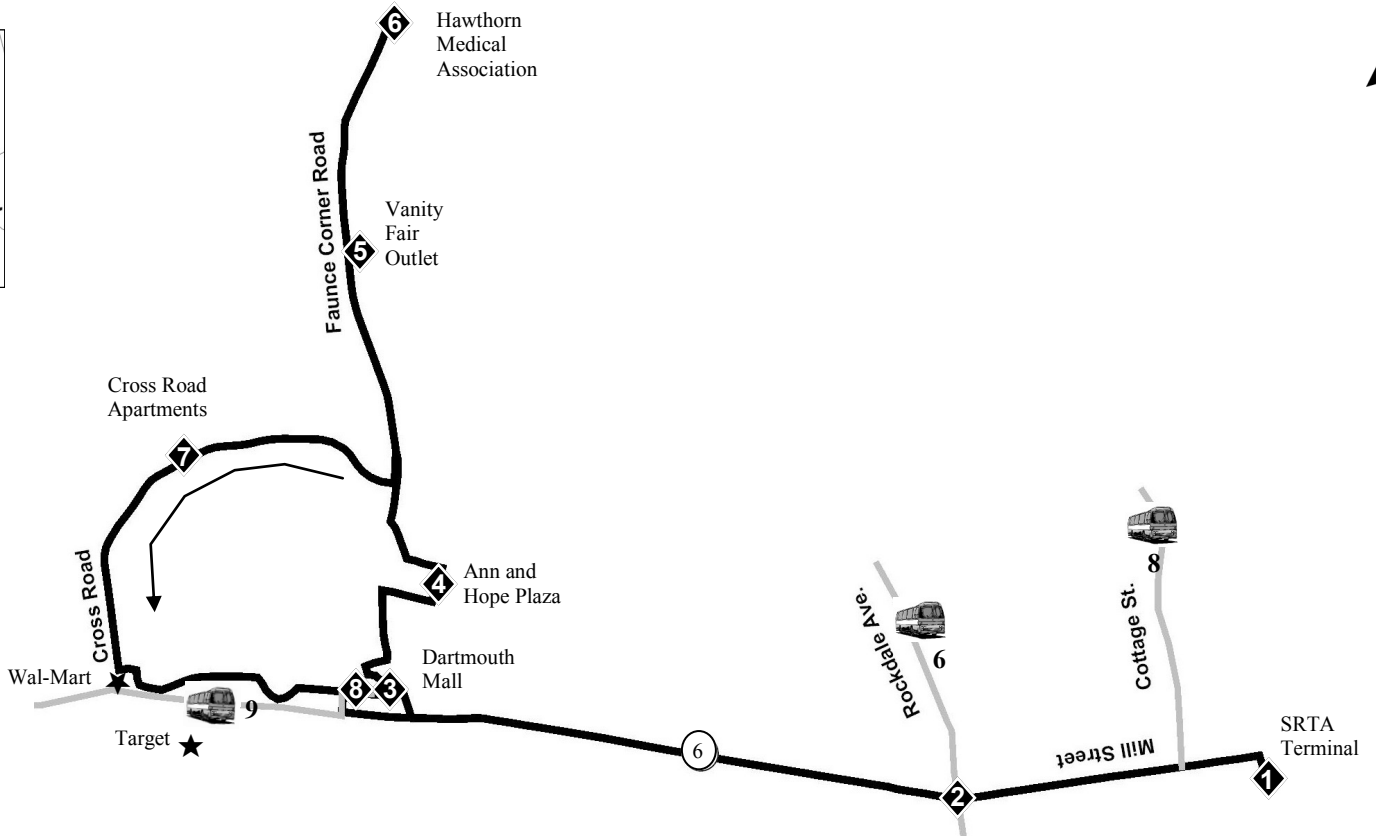 6
Hawthorn
Medical
Association
Faunce Corner Road
5
Vanity
Fair
Outlet
Cross Road
Apartments
7
Cross Road
4
Ann and
Hope Plaza
Dartmouth
Mall
8
3
Wal-Mart
9
Target
6
Rockdale Ave.
6
8
Cottage St.
Mill Street
SRTA
Terminal
2
1